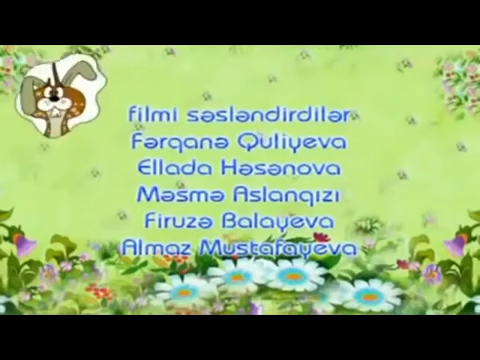 filmi səsləndirdilər
Fərqanə Quliyeva
Ellada Həsənova
Məsmə Aslanqızı
Firuzə Balayeva
Almaz Mustafayeva